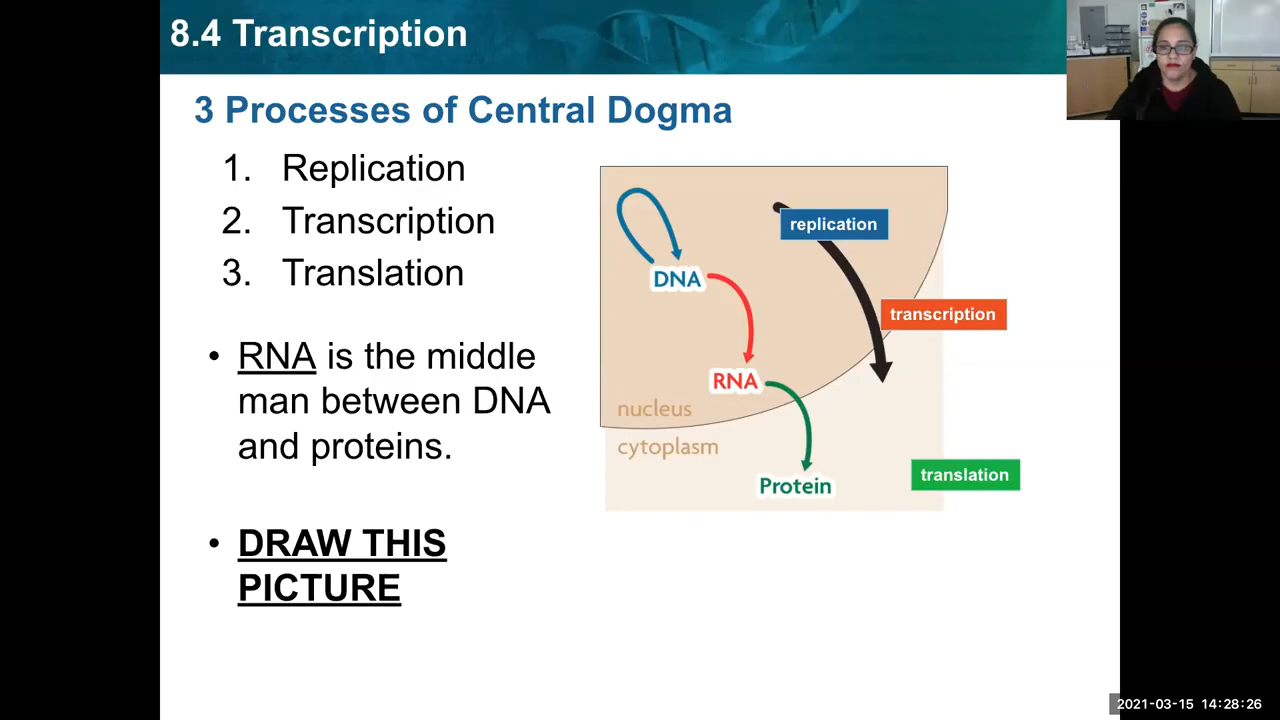 8.4 Transcription
3 Processes of Central Dogma
1. Replication
2. Transcription
3. Translation
• RNA is the middle
man between DNA
and proteins.
• DRAW THIS
PICTURE
replication
DNA
transcription
RNA
nucleus
cytoplasm
translation
Protein
2021-03-15 14:28:26